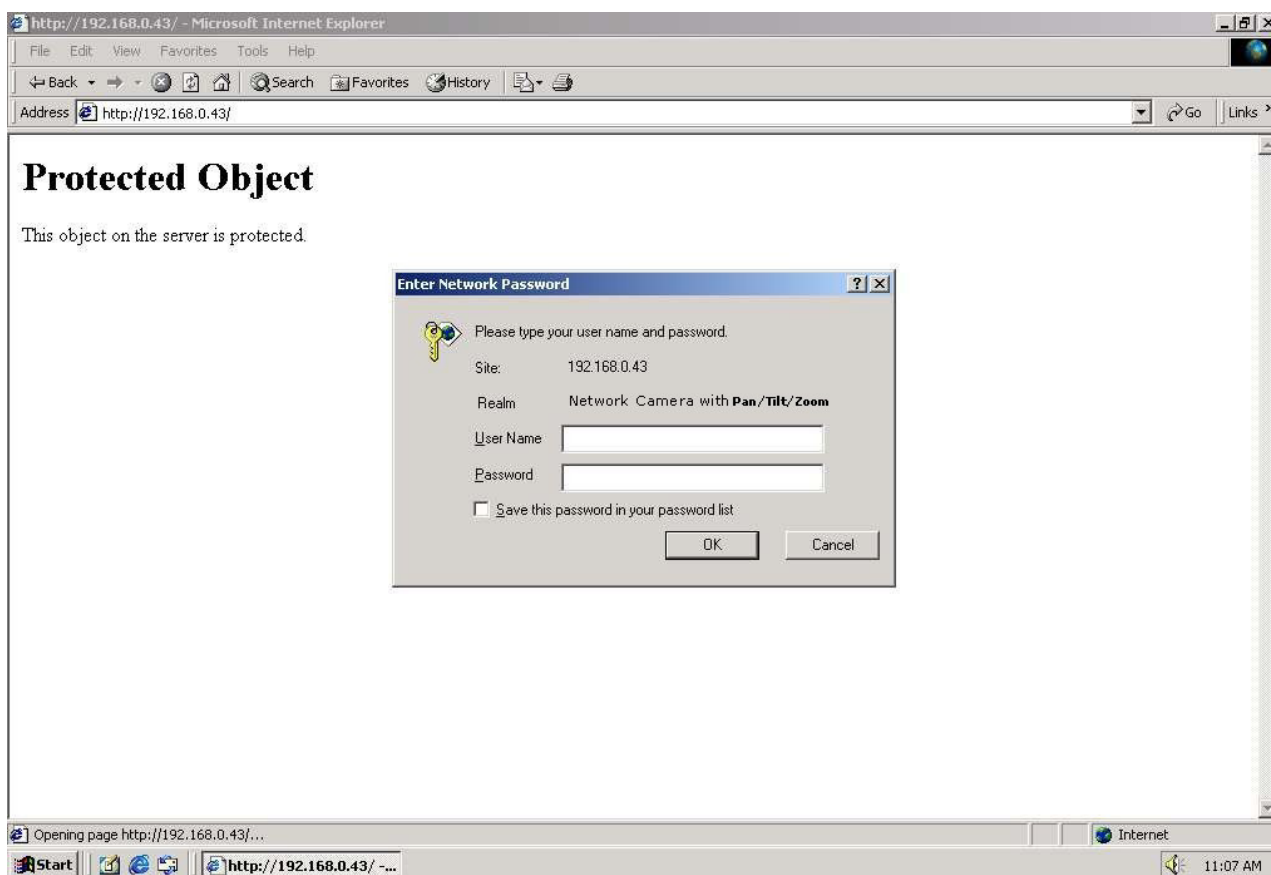 http://192.168.0.43/ - Microsoft Internet Explorer
File Edit View Favorites Tools Help
Back Search Favorites History
Address http://192.168.0.43/ Go Links
Protected Object
This object on the server is protected.
Enter Network Password
Please type your user name and password.
Site: 192.168.0.43
Realm Network Camera with Pan/Tilt/Zoom
User Name
Password
Save this password in your password list
OK Cancel
Opening page http://192.168.0.43/... Internet
Start http://192.168.0.43/ -... 11:07 AM